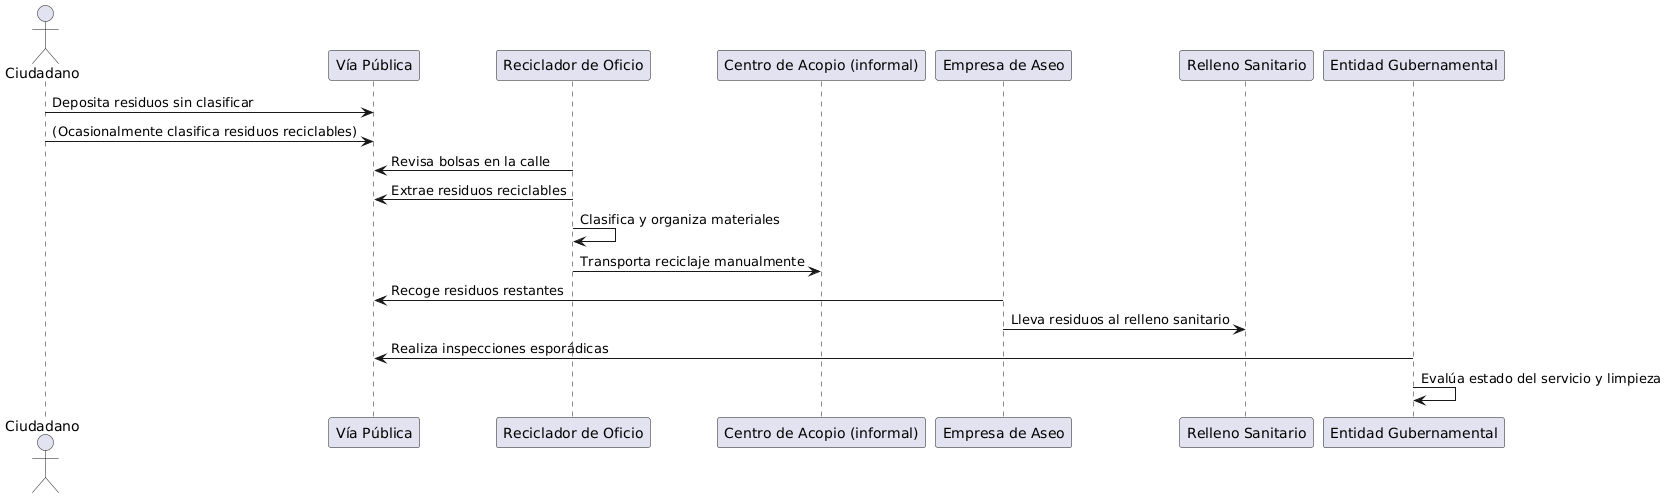 Ciudadano
Vía Pública
Reciclador de Oficio
Centro de Acopio (informal)
Empresa de Aseo
Relleno Sanitario
Entidad Gubernamental
Deposita residuos sin clasificar
(Ocasionalmente clasifica residuos reciclables)
Revisa bolsas en la calle
Extrae residuos reciclables
Clasifica y organiza materiales
Transporta reciclaje manualmente
Recoge residuos restantes
Lleva residuos al relleno sanitario
Realiza inspecciones esporádicas
Evalúa estado del servicio y limpieza
Ciudadano
Vía Pública
Reciclador de Oficio
Centro de Acopio (informal)
Empresa de Aseo
Relleno Sanitario
Entidad Gubernamental